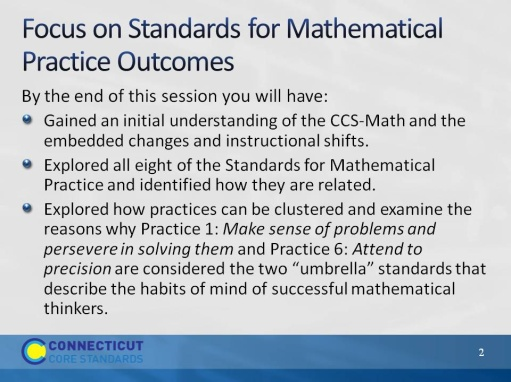 Focus on Standards for Mathematical
Practice Outcomes
By the end of this session you will have:
Gained an initial understanding of the CCS-Math and the
embedded changes and instructional shifts.
Explored all eight of the Standards for Mathematical
Practice and identified how they are related.
Explored how practices can be clustered and examine the
reasons why Practice 1: Make sense of problems and
persevere in solving them and Practice 6: Attend to
precision are considered the two “umbrella” standards that
describe the habits of mind of successful mathematical
thinkers.
CONNECTICUT
CORE STANDARDS
2